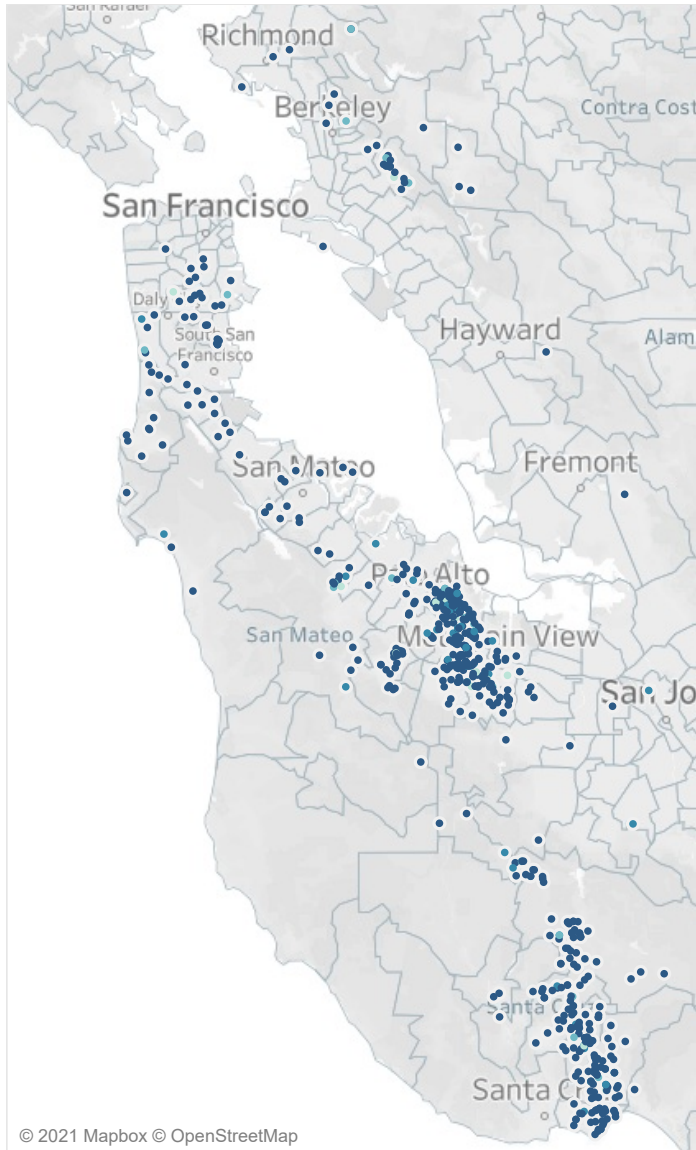 San Rafael
Richmond
Berkeley
Contra Cost
San Francisco
Daly
Hayward
Alam
South San
Francisco
San Mateo
Fremont
Palo Alto
San Mateo
Mountain View
San Jo
Santa Cruz
Santa Cr
© 2021 Mapbox © OpenStreetMap